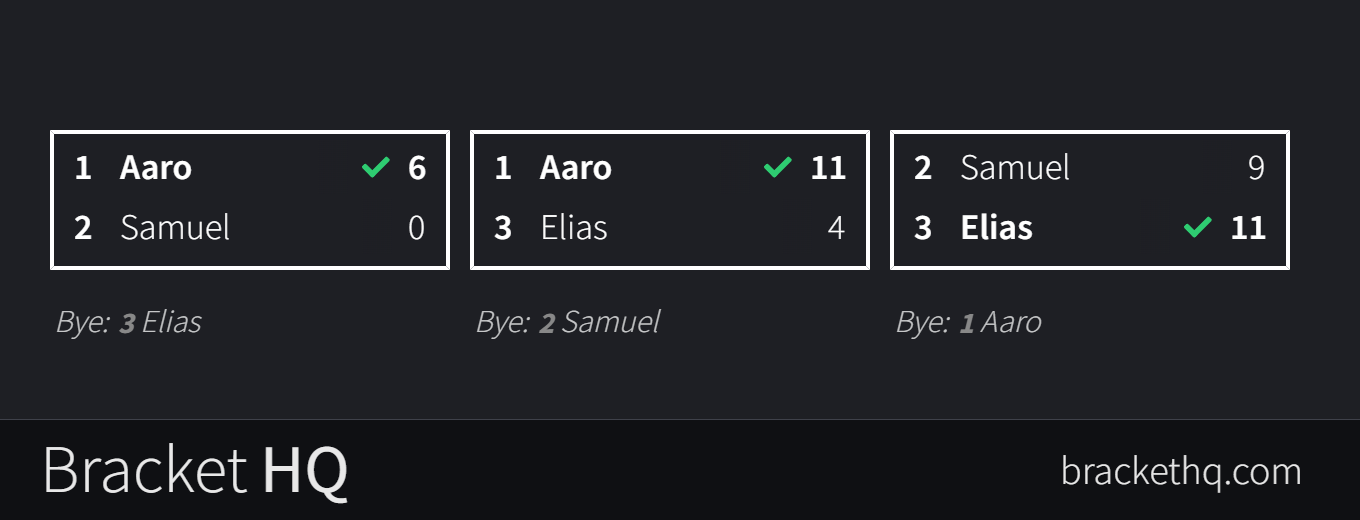 1 Aaro 6
2 Samuel 0
Bye: 3 Elias
1 Aaro 11
3 Elias 4
Bye: 2 Samuel
2 Samuel 9
3 Elias 11
Bye: 1 Aaro
Bracket HQ
brackethq.com